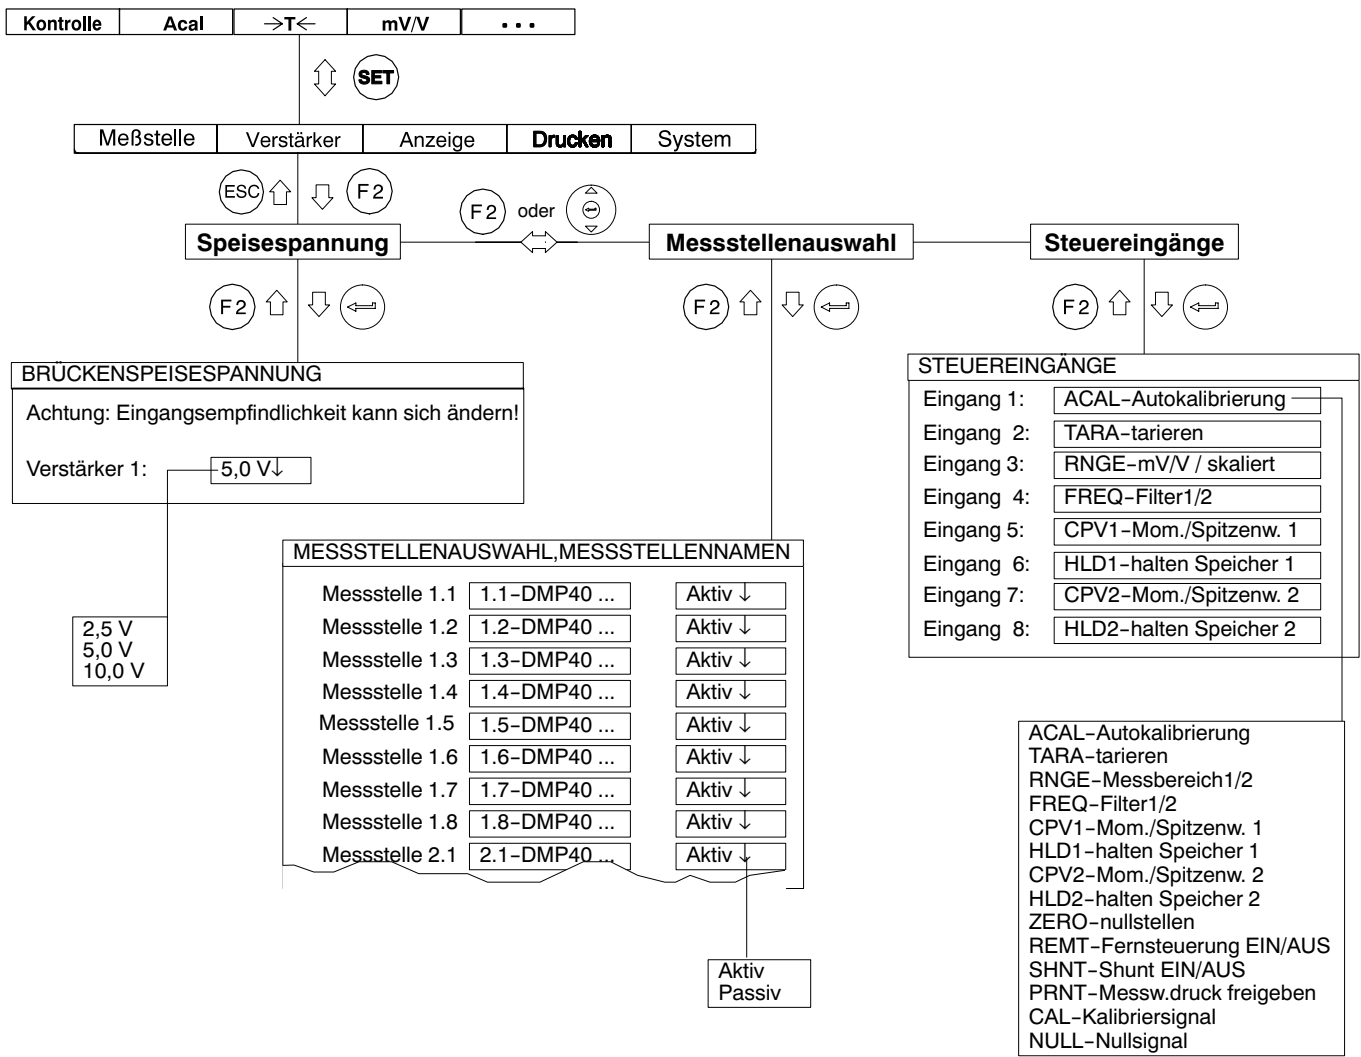 Kontrolle Acal →T← mV/V ...
SET
Meßstelle Verstärker Anzeige Drucken System
ESC F2
F2 oder
Speisespannung Messstellenauswahl Steuereingänge
F2 F2 F2
BRÜCKENSPEISESPANNUNG
Achtung: Eingangsempfindlichkeit kann sich ändern!
Verstärker 1: 5,0 V↓
2,5 V
5,0 V
10,0 V
MESSSTELLENAUSWAHL,MESSSTELLENNAMEN
Messstelle 1.1 1.1–DMP40 ... Aktiv ↓
Messstelle 1.2 1.2–DMP40 ... Aktiv ↓
Messstelle 1.3 1.3–DMP40 ... Aktiv ↓
Messstelle 1.4 1.4–DMP40 ... Aktiv ↓
Messstelle 1.5 1.5–DMP40 ... Aktiv ↓
Messstelle 1.6 1.6–DMP40 ... Aktiv ↓
Messstelle 1.7 1.7–DMP40 ... Aktiv ↓
Messstelle 1.8 1.8–DMP40 ... Aktiv ↓
Messstelle 2.1 2.1–DMP40 ... Aktiv ↓
Aktiv
Passiv
STEUEREINGÄNGE
Eingang 1: ACAL–Autokalibrierung
Eingang 2: TARA–tarieren
Eingang 3: RNGE–mV/V / skaliert
Eingang 4: FREQ–Filter1/2
Eingang 5: CPV1–Mom./Spitzenw. 1
Eingang 6: HLD1–halten Speicher 1
Eingang 7: CPV2–Mom./Spitzenw. 2
Eingang 8: HLD2–halten Speicher 2
ACAL–Autokalibrierung
TARA–tarieren
RNGE–Messbereich1/2
FREQ–Filter1/2
CPV1–Mom./Spitzenw. 1
HLD1–halten Speicher 1
CPV2–Mom./Spitzenw. 2
HLD2–halten Speicher 2
ZERO–nullstellen
REMT–Fernsteuerung EIN/AUS
SHNT–Shunt EIN/AUS
PRNT–Messw.druck freigeben
CAL–Kalibriersignal
NULL–Nullsignal